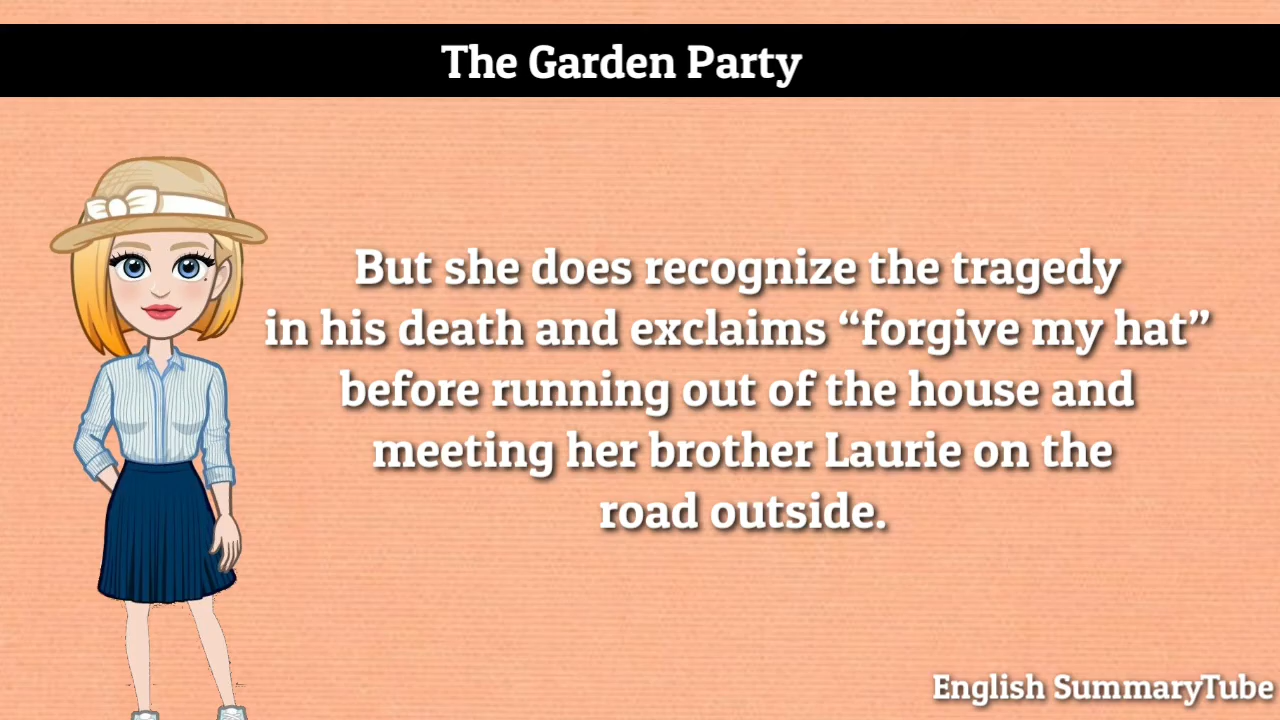 The Garden Party
But she does recognize the tragedy
in his death and exclaims “forgive my hat”
before running out of the house and
meeting her brother Laurie on the
road outside.
English SummaryTube